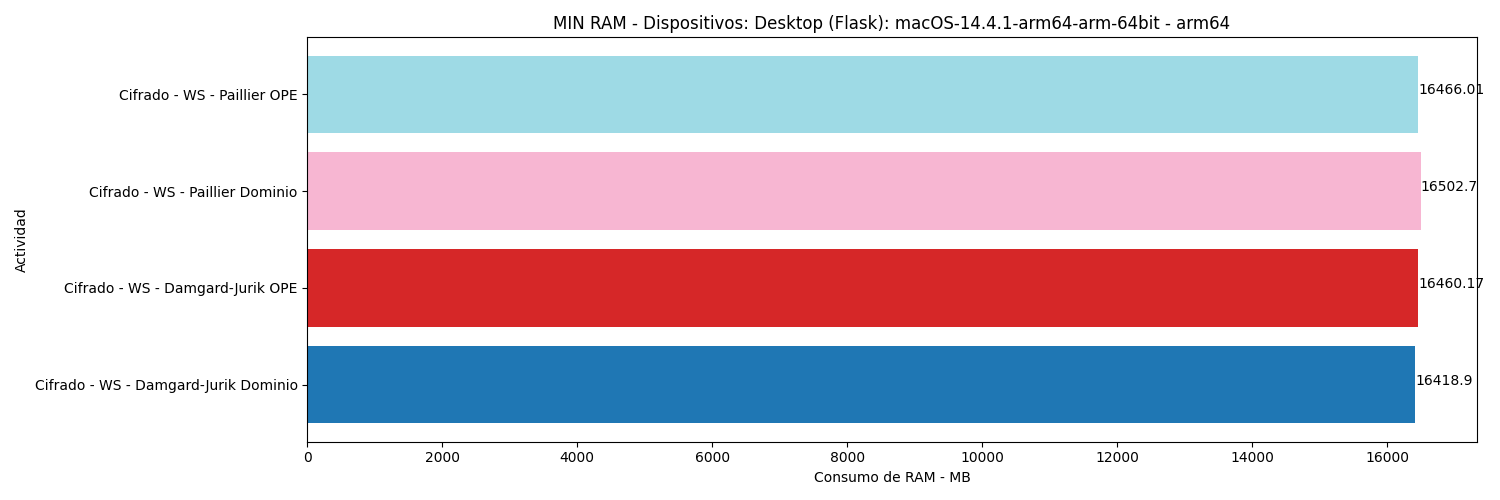 MIN RAM - Dispositivos: Desktop (Flask): macOS-14.4.1-arm64-arm-64bit - arm64
Actividad
Cifrado - WS - Paillier OPE
16466.01
Cifrado - WS - Paillier Dominio
16502.7
Cifrado - WS - Damgard-Jurik OPE
16460.17
Cifrado - WS - Damgard-Jurik Dominio
16418.9
0 2000 4000 6000 8000 10000 12000 14000 16000
Consumo de RAM - MB